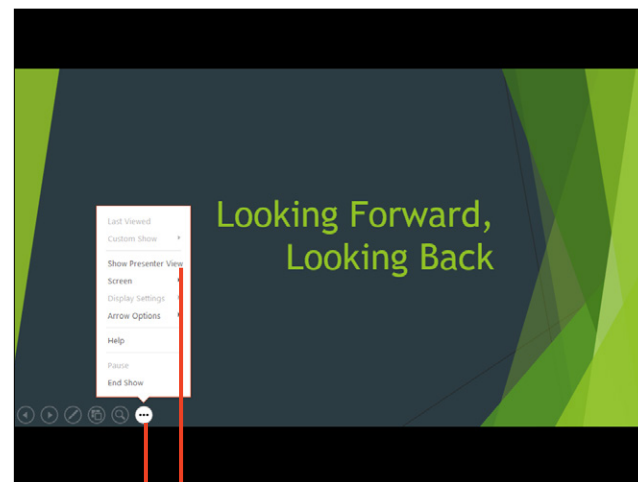 Looking Forward,
Looking Back
Last Viewed
Custom Show
Show Presenter View
Screen
Display Settings
Arrow Options
Help
Pause
End Show